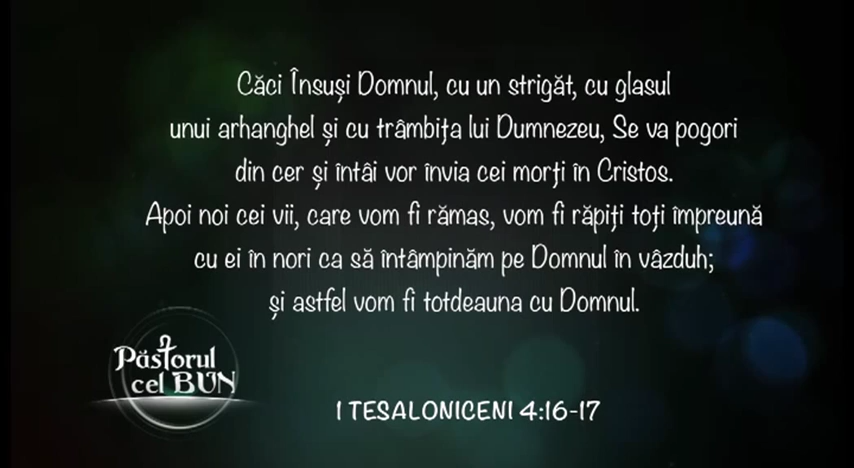 Căci Însuși Domnul, cu un strigăt, cu glasul
unui arhanghel și cu trâmbița lui Dumnezeu, Se va pogori
din cer și întâi vor învia cei morți în Cristos.
Apoi noi cei vii, care vom fi rămas, vom fi răpiți toți împreună
cu ei în nori ca să întâmpinăm pe Domnul în vâzduh;
și astfel vom fi totdeauna cu Domnul.
Păstorul
cel BUN
1 TESALONICENI 4:16-17